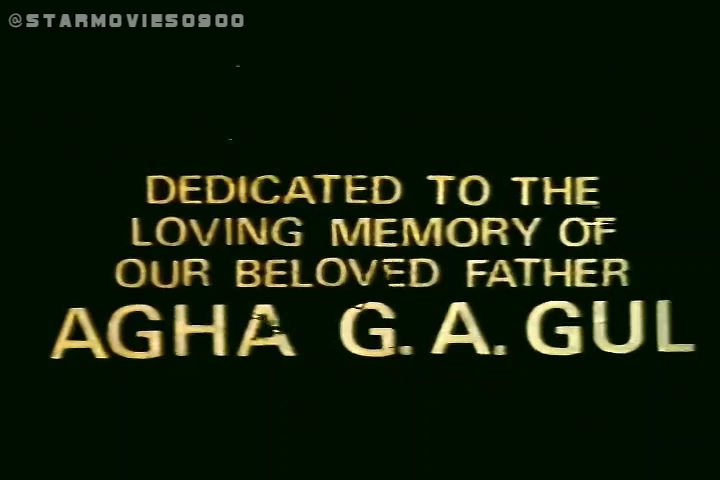 @STARMOVIES0900
DEDICATED TO THE
LOVING MEMORY OF
OUR BELOVED FATHER
AGHA G. A. GUL